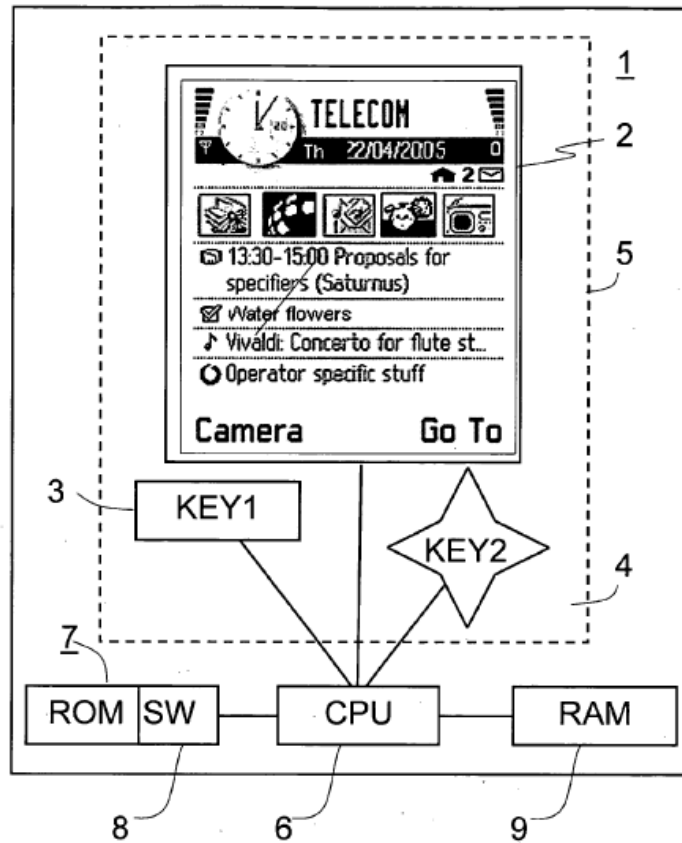 1
TELECOM
Th 22/04/2005 0
2
2
13:30-15:00 Proposals for
specifiers (Saturnus)
5
Water flowers
Vivaldi: Concerto for flute st...
Operator specific stuff
Camera Go To
3
KEY1
KEY2
4
7
ROM SW
CPU
RAM
8
6
9